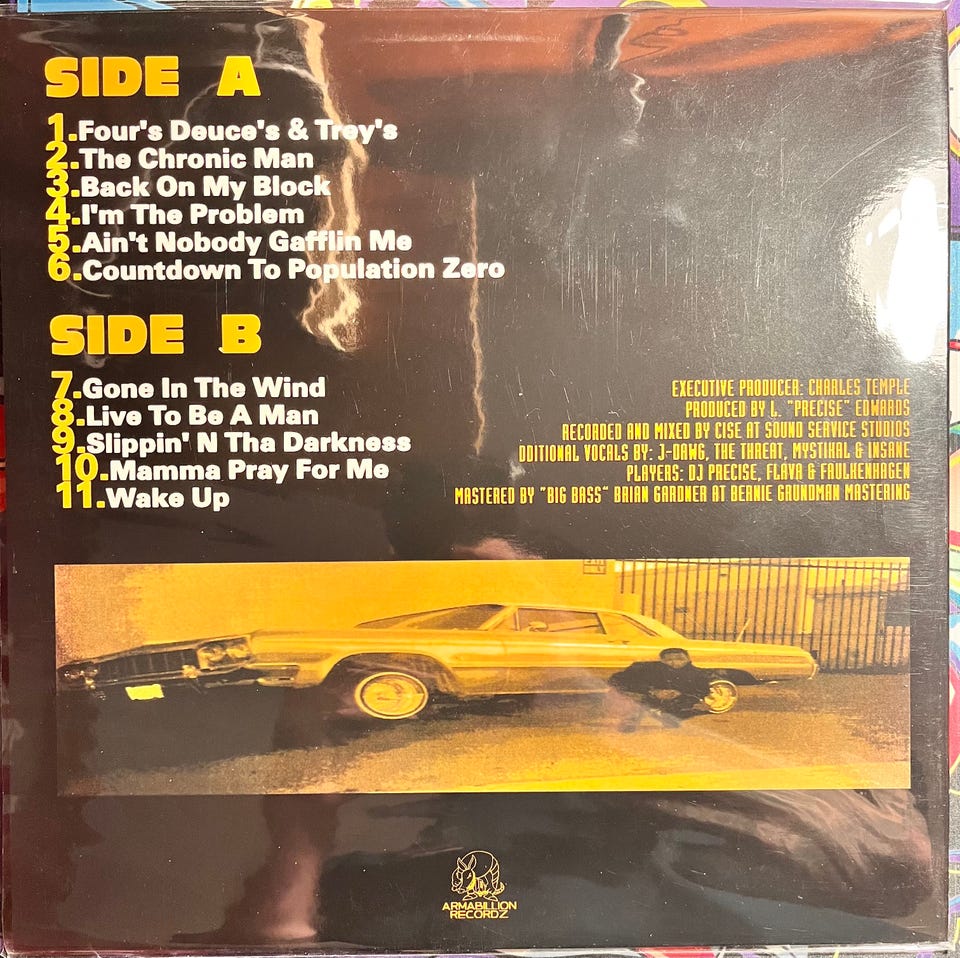 SIDE A
1.Four's Deuce's & Trey's
2.The Chronic Man
3.Back On My Block
4.I'm The Problem
5.Ain't Nobody Gafflin Me
6.Countdown To Population Zero
SIDE B
7.Gone In The Wind
8.Live To Be A Man
9.Slippin' N Tha Darkness
10.Mamma Pray For Me
11.Wake Up
EXECUTIVE PRODUCER: CHARLES TEMPLE
PRODUCED BY L. "PRECISE" EDWARDS
RECORDED AND MIXED BY CISE AT SOUND SERVICE STUDIOS
DDITIONAL VOCALS BY: J-DAWG, THE THREAT, MYSTIKAL & INSANE
PLAYERS: DJ PRECISE, FLAVA & FAULKENHAGEN
MASTERED BY "BIG BASS" BRIAN GARDNER AT BERNIE GRUNDMAN MASTERING
ARMABILLION
RECORDZ